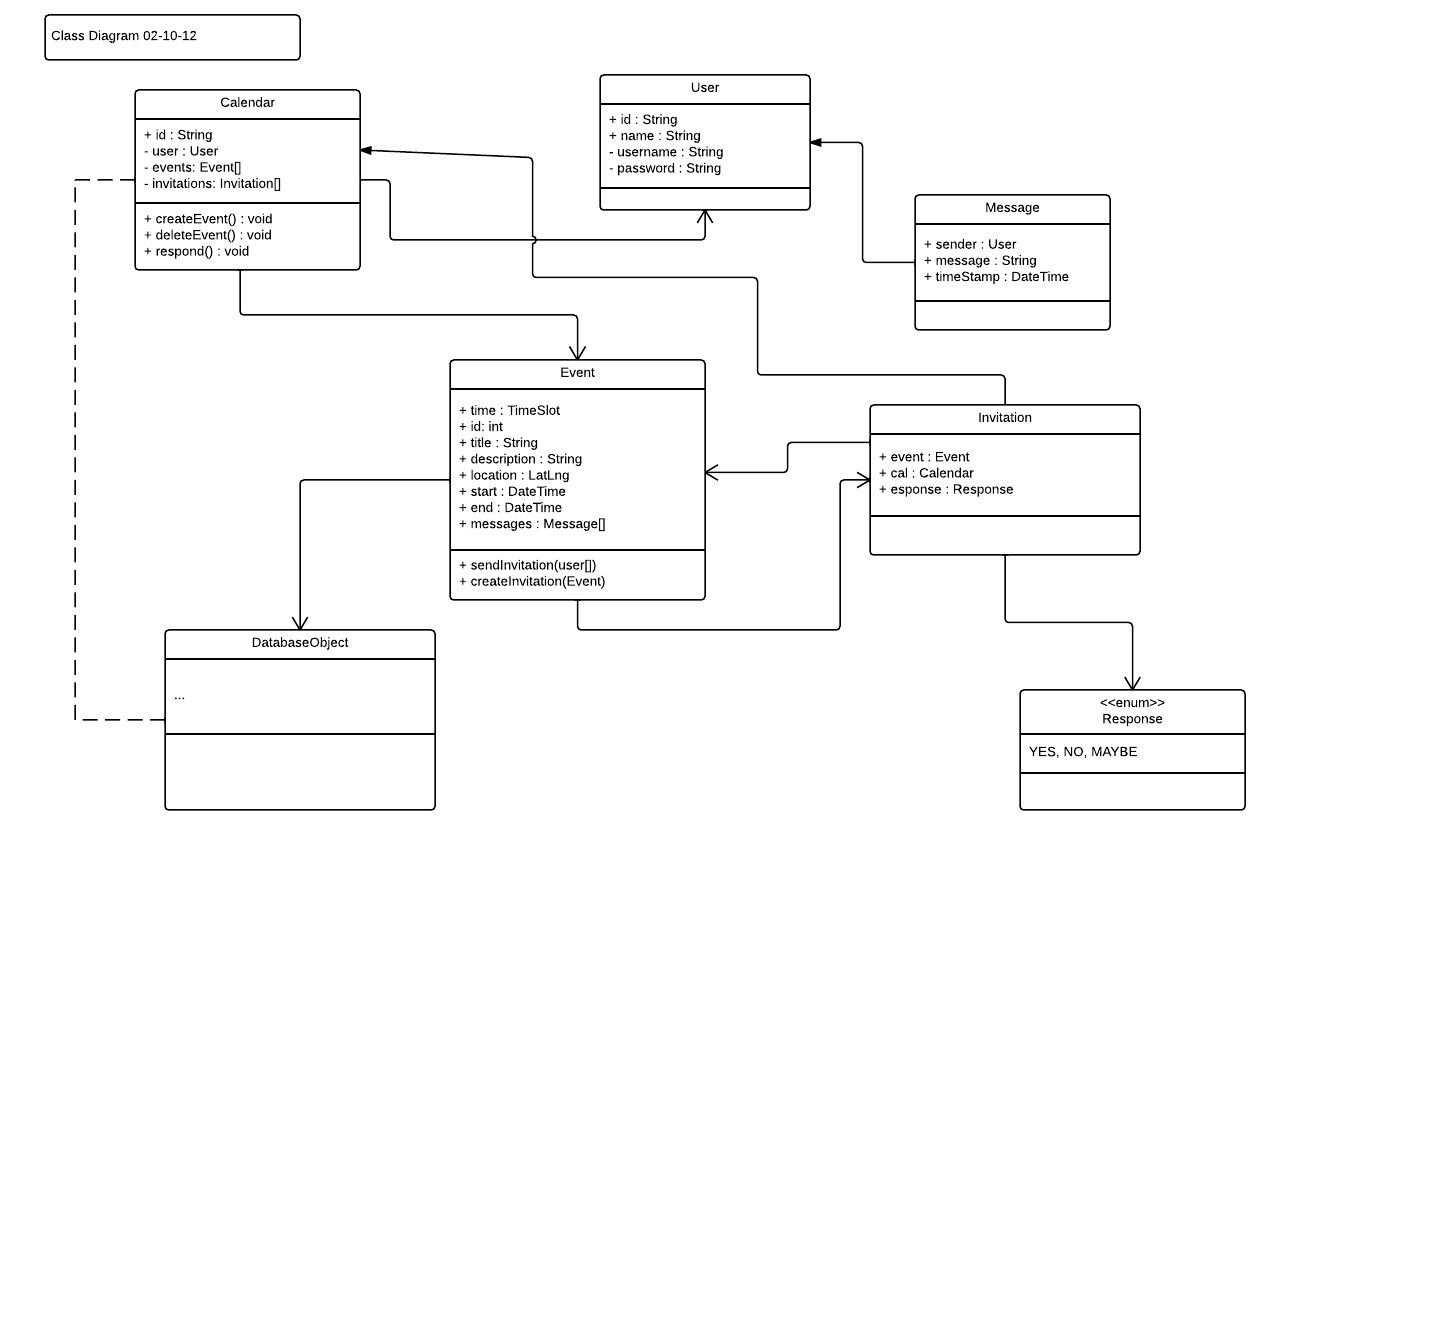 Class Diagram 02-10-12
Calendar
+ id : String
- user : User
- events: Event[]
- invitations: Invitation[]
+ createEvent() : void
+ deleteEvent() : void
+ respond() : void
User
+ id : String
+ name : String
- username : String
- password : String
Message
+ sender : User
+ message : String
+ timeStamp : DateTime
Event
+ time : TimeSlot
+ id: int
+ title : String
+ description : String
+ location : LatLng
+ start : DateTime
+ end : DateTime
+ messages : Message[]
+ sendInvitation(user[])
+ createInvitation(Event)
Invitation
+ event : Event
+ cal : Calendar
+ esponse : Response
DatabaseObject
...
<<enum>>
Response
YES, NO, MAYBE